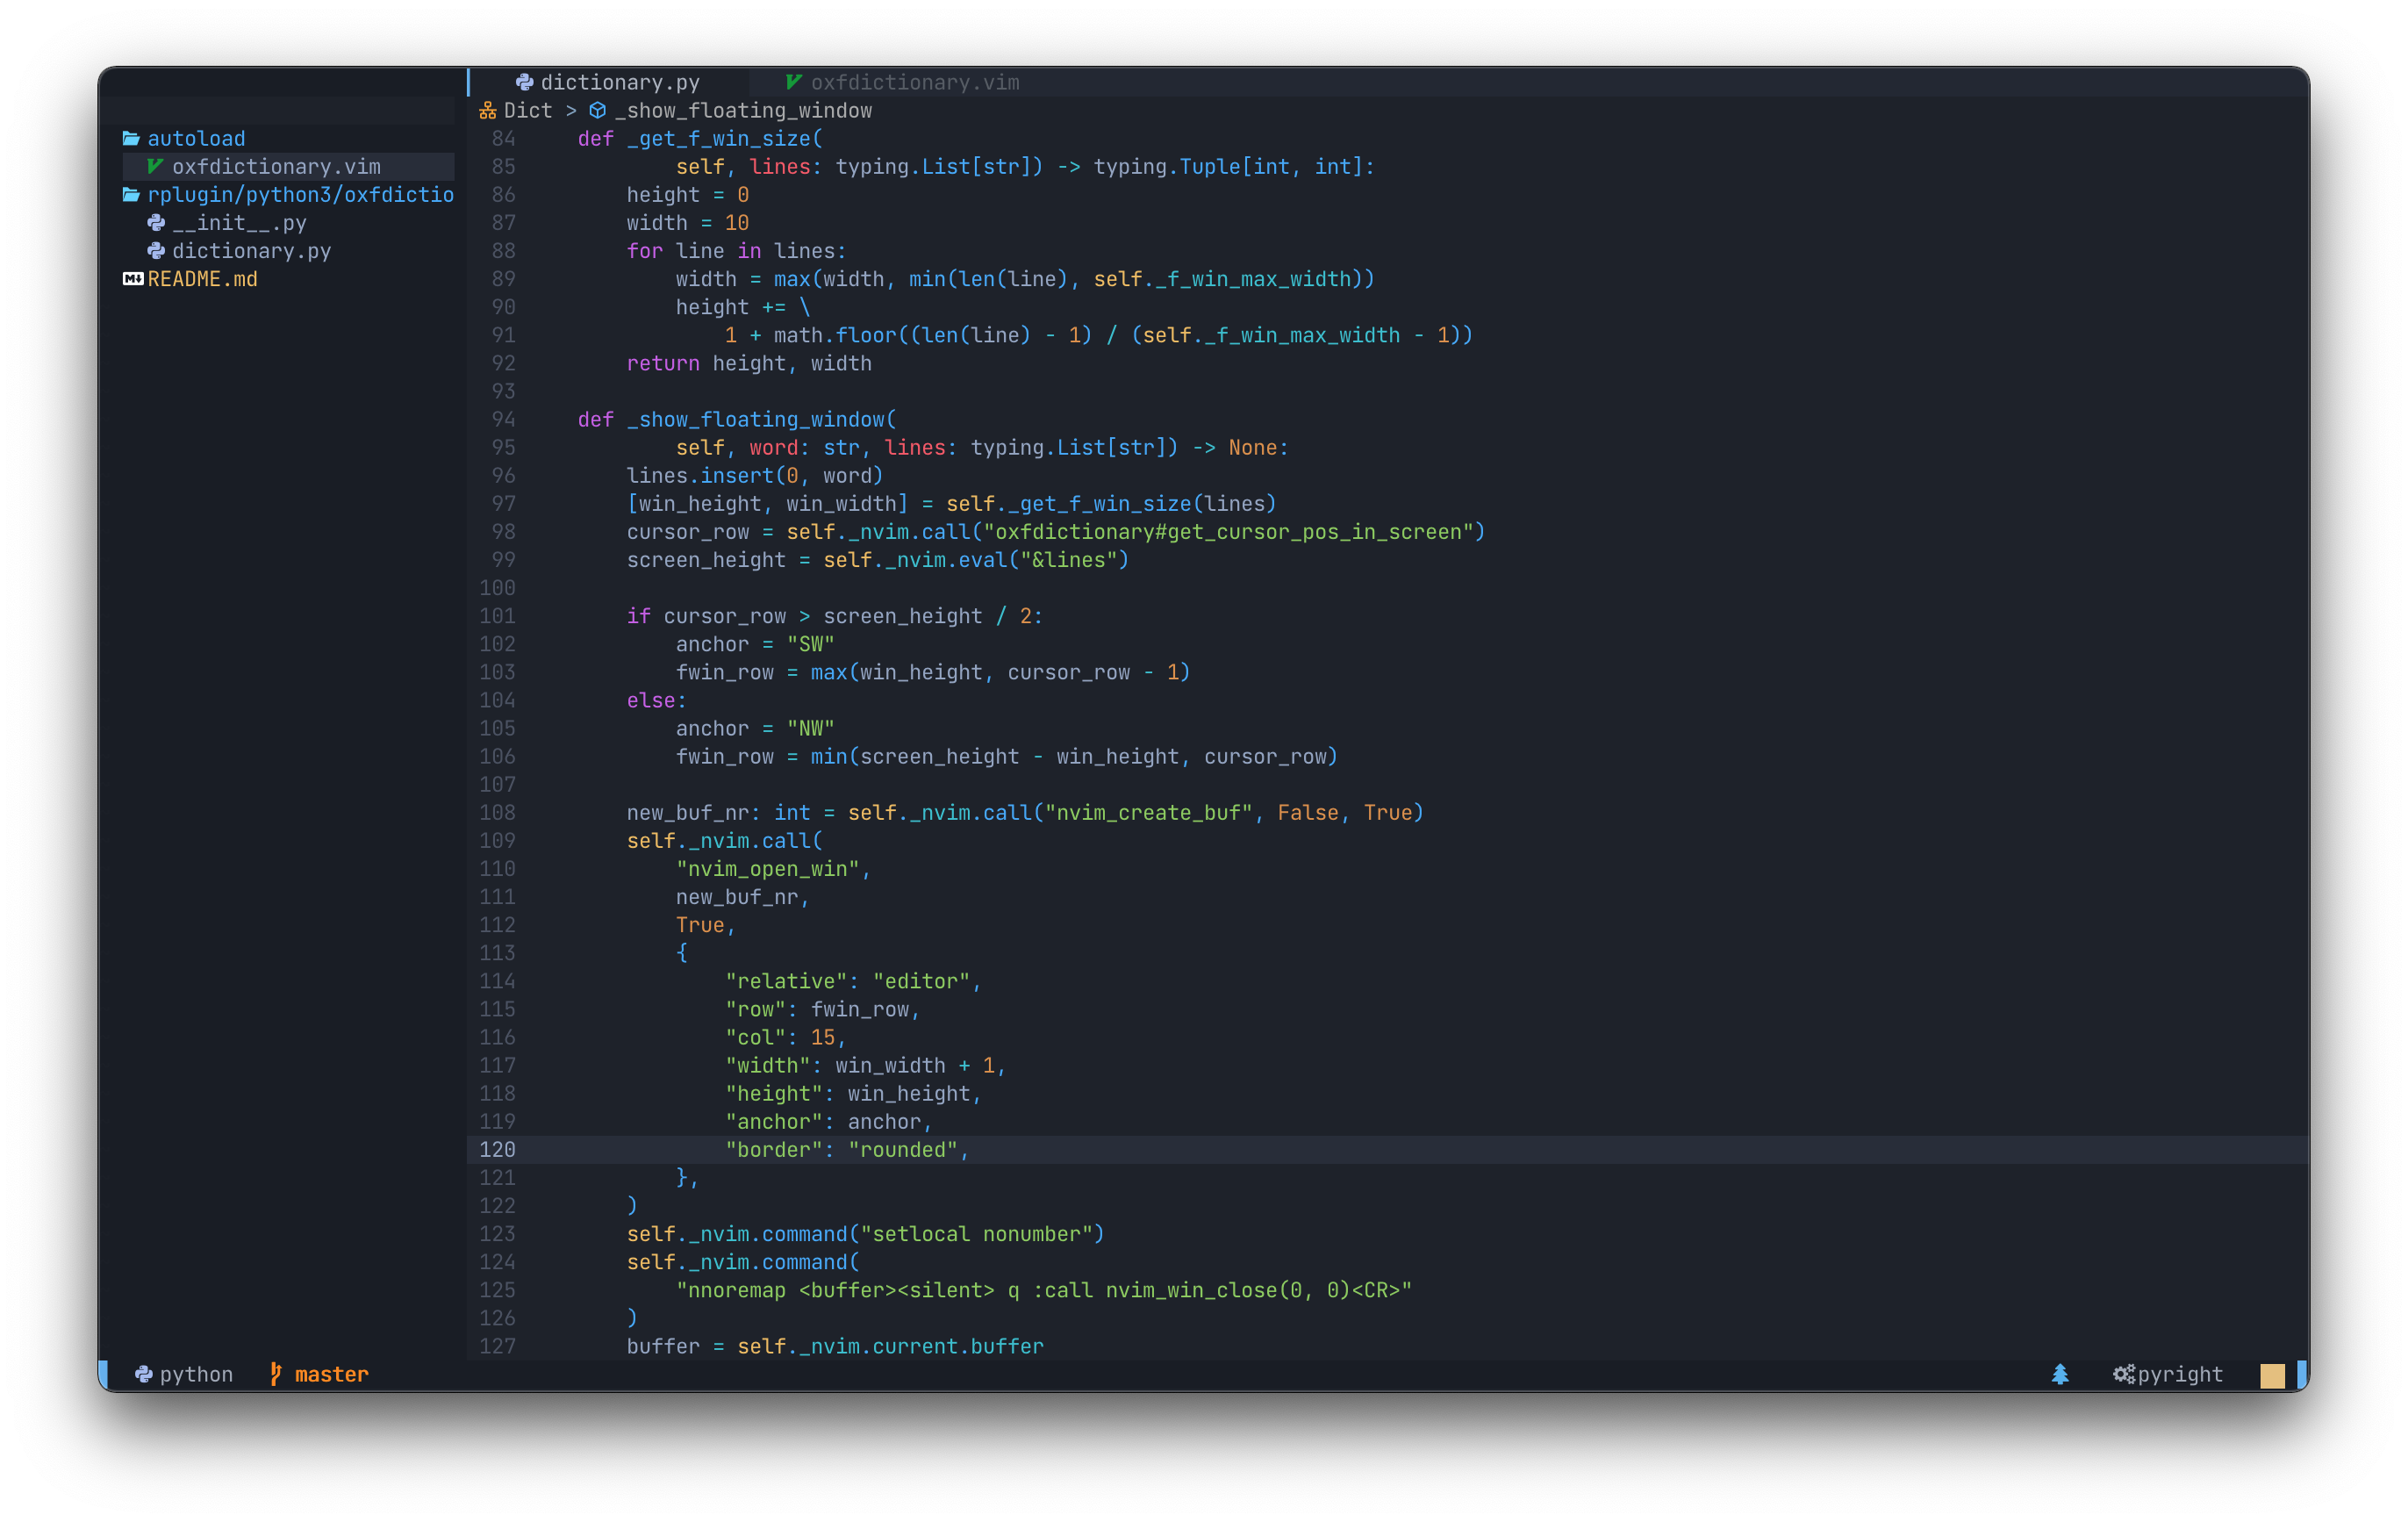 dictionary.py oxfdictionary.vim
Dict > _show_floating_window
autoload
oxfdictionary.vim
rplugin/python3/oxfdictio
__init__.py
dictionary.py
README.md
84     def _get_f_win_size(
85             self, lines: typing.List[str]) -> typing.Tuple[int, int]:
86         height = 0
87         width = 10
88         for line in lines:
89             width = max(width, min(len(line), self._f_win_max_width))
90             height += \
91                 1 + math.floor((len(line) - 1) / (self._f_win_max_width - 1))
92         return height, width
93
94     def _show_floating_window(
95             self, word: str, lines: typing.List[str]) -> None:
96         lines.insert(0, word)
97         [win_height, win_width] = self._get_f_win_size(lines)
98         cursor_row = self._nvim.call("oxfdictionary#get_cursor_pos_in_screen")
99         screen_height = self._nvim.eval("&lines")
100
101         if cursor_row > screen_height / 2:
102             anchor = "SW"
103             fwin_row = max(win_height, cursor_row - 1)
104         else:
105             anchor = "NW"
106             fwin_row = min(screen_height - win_height, cursor_row)
107
108         new_buf_nr: int = self._nvim.call("nvim_create_buf", False, True)
109         self._nvim.call(
110             "nvim_open_win",
111             new_buf_nr,
112             True,
113             {
114                 "relative": "editor",
115                 "row": fwin_row,
116                 "col": 15,
117                 "width": win_width + 1,
118                 "height": win_height,
119                 "anchor": anchor,
120                 "border": "rounded",
121             },
122         )
123         self._nvim.command("setlocal nonumber")
124         self._nvim.command(
125             "nnoremap <buffer><silent> q :call nvim_win_close(0, 0)<CR>"
126         )
127         buffer = self._nvim.current.buffer
python master pyright